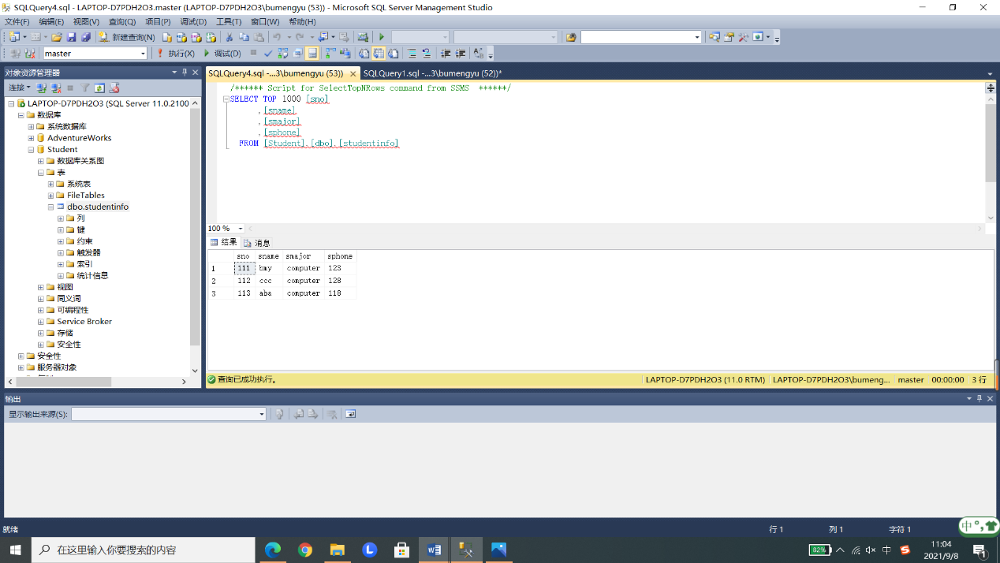 SQLQuery4.sql - LAPTOP-D7PDH2O3.master (LAPTOP-D7PDH2O3\bumengyu (53)) - Microsoft SQL Server Management Studio
文件(F) 编辑(E) 视图(V) 查询(Q) 项目(P) 调试(D) 工具(T) 窗口(W) 帮助(H)
新建查询(N)
master 执行(X) 调试(D)
对象资源管理器
连接
LAPTOP-D7PDH2O3 (SQL Server 11.0.2100
数据库
系统数据库
AdventureWorks
Student
数据库关系图
表
系统表
FileTables
dbo.studentinfo
列
键
约束
触发器
索引
统计信息
视图
同义词
可编程性
Service Broker
存储
安全性
安全性
服务器对象
SQLQuery4.sql -...3\bumengyu (53)) SQLQuery1.sql -...3\bumengyu (52))*
/****** Script for SelectTopNRows command from SSMS ******/
SELECT TOP 1000 [sno]
,[sname]
,[smajor]
,[sphone]
FROM [Student].[dbo].[studentinfo]
100 %
结果 消息
sno sname smajor sphone
1 111 bmy computer 123
2 112 ccc computer 128
3 113 aba computer 118
查询已成功执行。 LAPTOP-D7PDH2O3 (11.0 RTM) LAPTOP-D7PDH2O3\bumeng... master 00:00:00 3 行
输出
显示输出来源(S):
就绪 行 1 列 1 字符 1
中
在这里输入你要搜索的内容 82% 中 11:04
2021/9/8 1